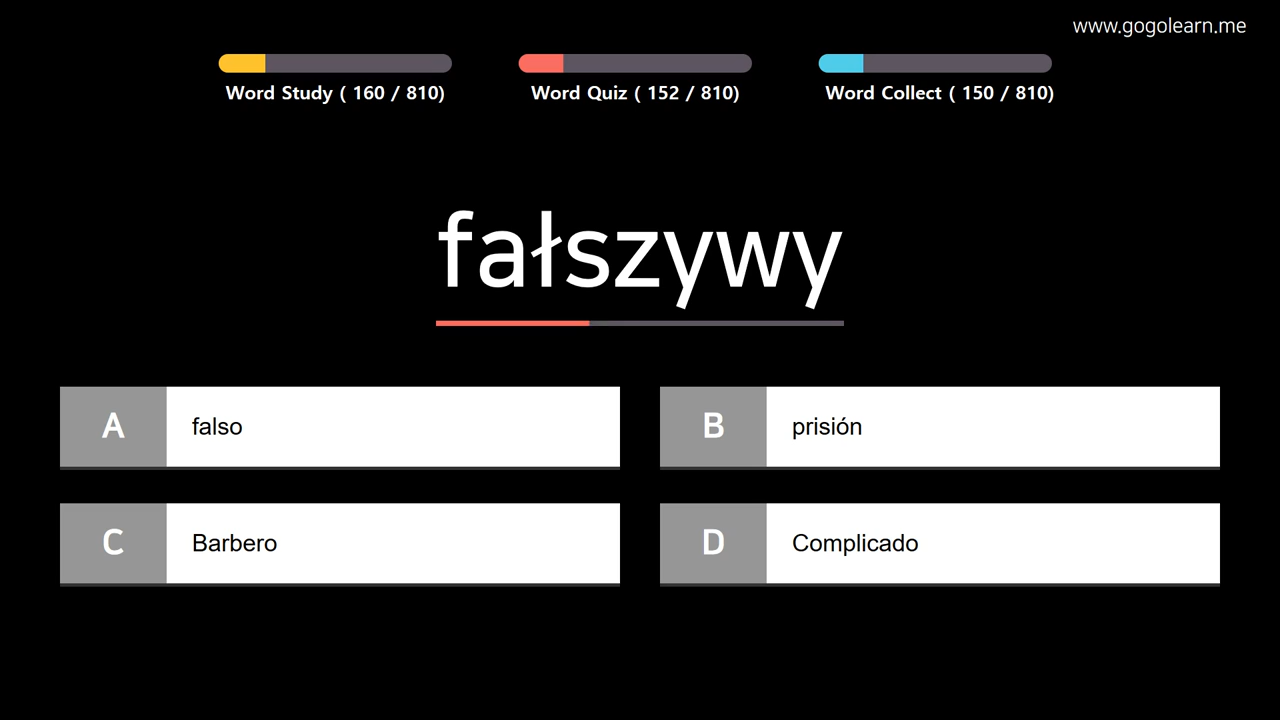 www.gogolearn.me
Word Study ( 160 / 810)
Word Quiz ( 152 / 810)
Word Collect ( 150 / 810)
fałszywy
A falso
B prisión
C Barbero
D Complicado